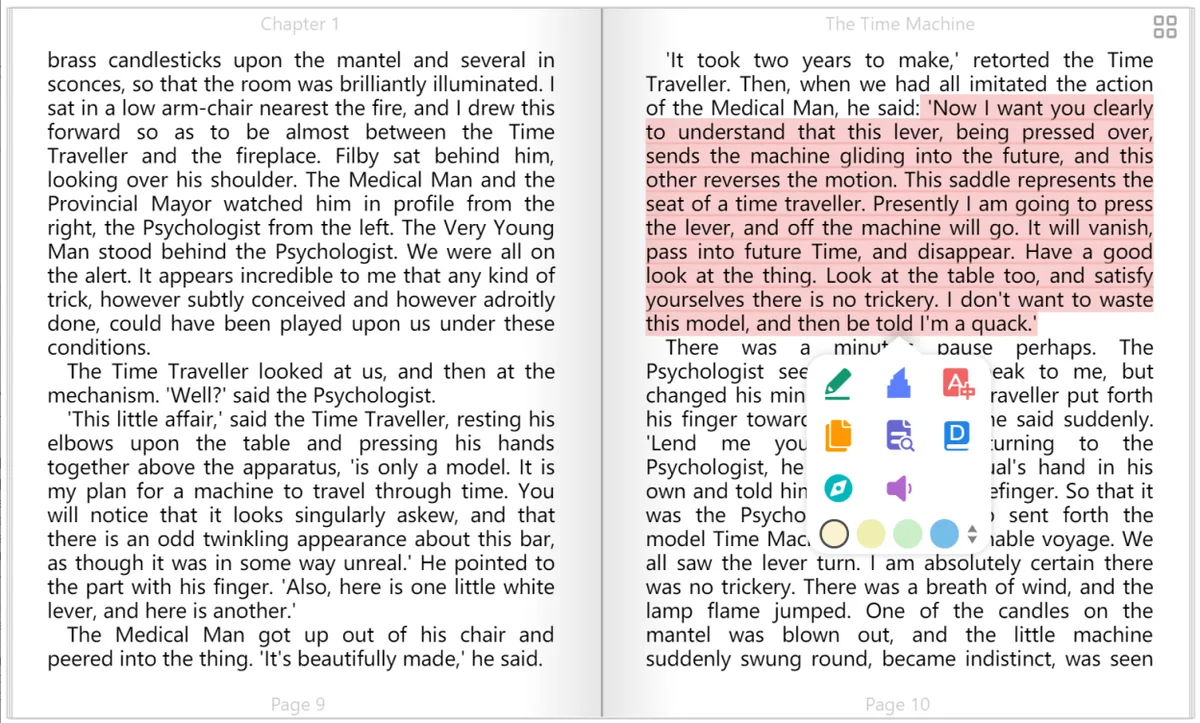 Chapter 1
brass candlesticks upon the mantel and several in
sconces, so that the room was brilliantly illuminated. I
sat in a low arm-chair nearest the fire, and I drew this
forward so as to be almost between the Time
Traveller and the fireplace. Filby sat behind him,
looking over his shoulder. The Medical Man and the
Provincial Mayor watched him in profile from the
right, the Psychologist from the left. The Very Young
Man stood behind the Psychologist. We were all on
the alert. It appears incredible to me that any kind of
trick, however subtly conceived and however adroitly
done, could have been played upon us under these
conditions.
The Time Traveller looked at us, and then at the
mechanism. 'Well?' said the Psychologist.
'This little affair,' said the Time Traveller, resting his
elbows upon the table and pressing his hands
together above the apparatus, 'is only a model. It is
my plan for a machine to travel through time. You
will notice that it looks singularly askew, and that
there is an odd twinkling appearance about this bar,
as though it was in some way unreal.' He pointed to
the part with his finger. 'Also, here is one little white
lever, and here is another.'
The Medical Man got up out of his chair and
peered into the thing. 'It's beautifully made,' he said.
Page 9
The Time Machine
'It took two years to make,' retorted the Time
Traveller. Then, when we had all imitated the action
of the Medical Man, he said: 'Now I want you clearly
to understand that this lever, being pressed over,
sends the machine gliding into the future, and this
other reverses the motion. This saddle represents the
seat of a time traveller. Presently I am going to press
the lever, and off the machine will go. It will vanish,
pass into future Time, and disappear. Have a good
look at the thing. Look at the table too, and satisfy
yourselves there is no trickery. I don't want to waste
this model, and then be told I'm a quack.'
There was a pause perhaps. The
Psychologist to me, but
changed his put forth
his finger said suddenly.
'Lend me to the
Psychologist, he hand in his
own and told So that it
was the sent forth the
model Time voyage. We
all saw the lever turn. I am absolutely certain there
was no trickery. There was a breath of wind, and the
lamp flame jumped. One of the candles on the
mantel was blown out, and the little machine
suddenly swung round, became indistinct, was seen
Page 10
A
D